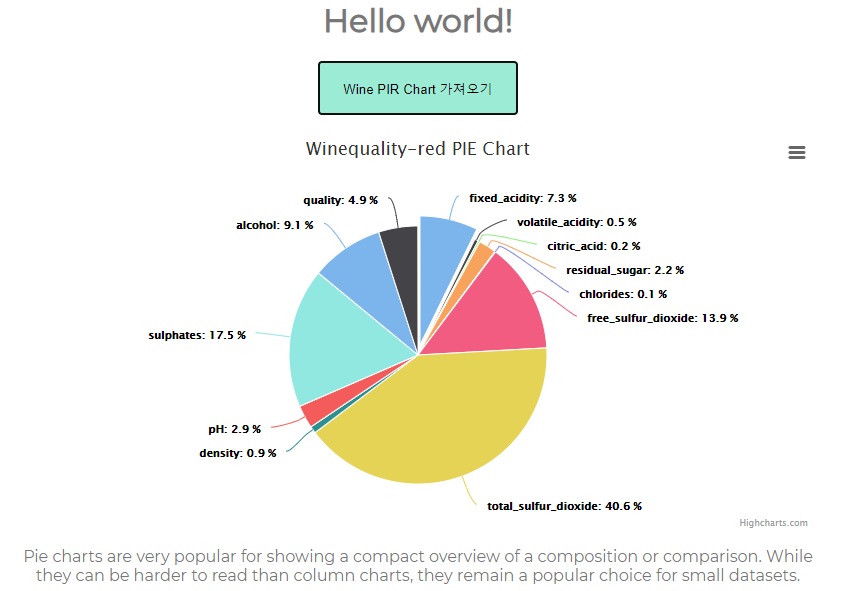 Hello world!
Wine PIR Chart 가져오기
Winequality-red PIE Chart
quality: 4.9 %
fixed_acidity: 7.3 %
alcohol: 9.1 %
volatile_acidity: 0.5 %
citric_acid: 0.2 %
residual_sugar: 2.2 %
chlorides: 0.1 %
free_sulfur_dioxide: 13.9 %
sulphates: 17.5 %
pH: 2.9 %
density: 0.9 %
total_sulfur_dioxide: 40.6 %
Highcharts.com
Pie charts are very popular for showing a compact overview of a composition or comparison. While
they can be harder to read than column charts, they remain a popular choice for small datasets.